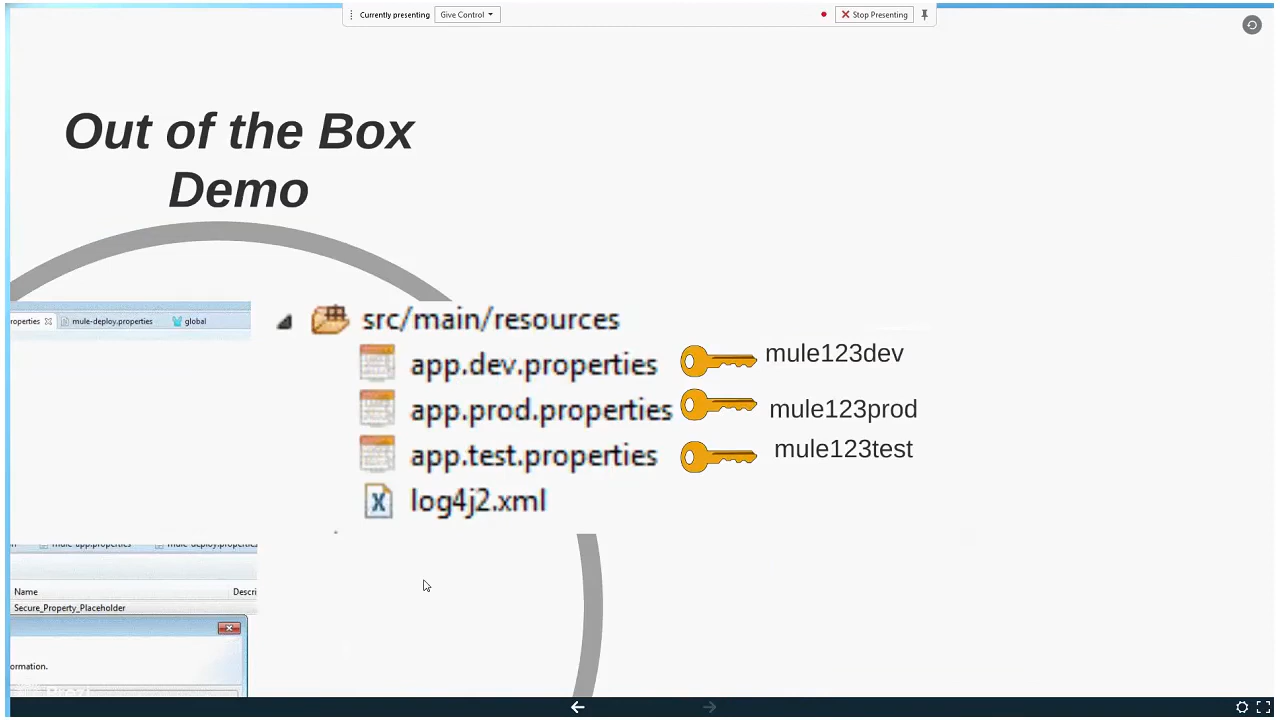 Currently presenting
Give Control
Stop Presenting
Out of the Box
Demo
roperties
mule-deploy.properties
global
src/main/resources
app.dev.properties
mule123dev
app.prod.properties
mule123prod
app.test.properties
mule123test
log4j2.xml
mule-app.properties
mule-deploy.properties
Name
Descri
Secure_Property_Placeholder
ormation.